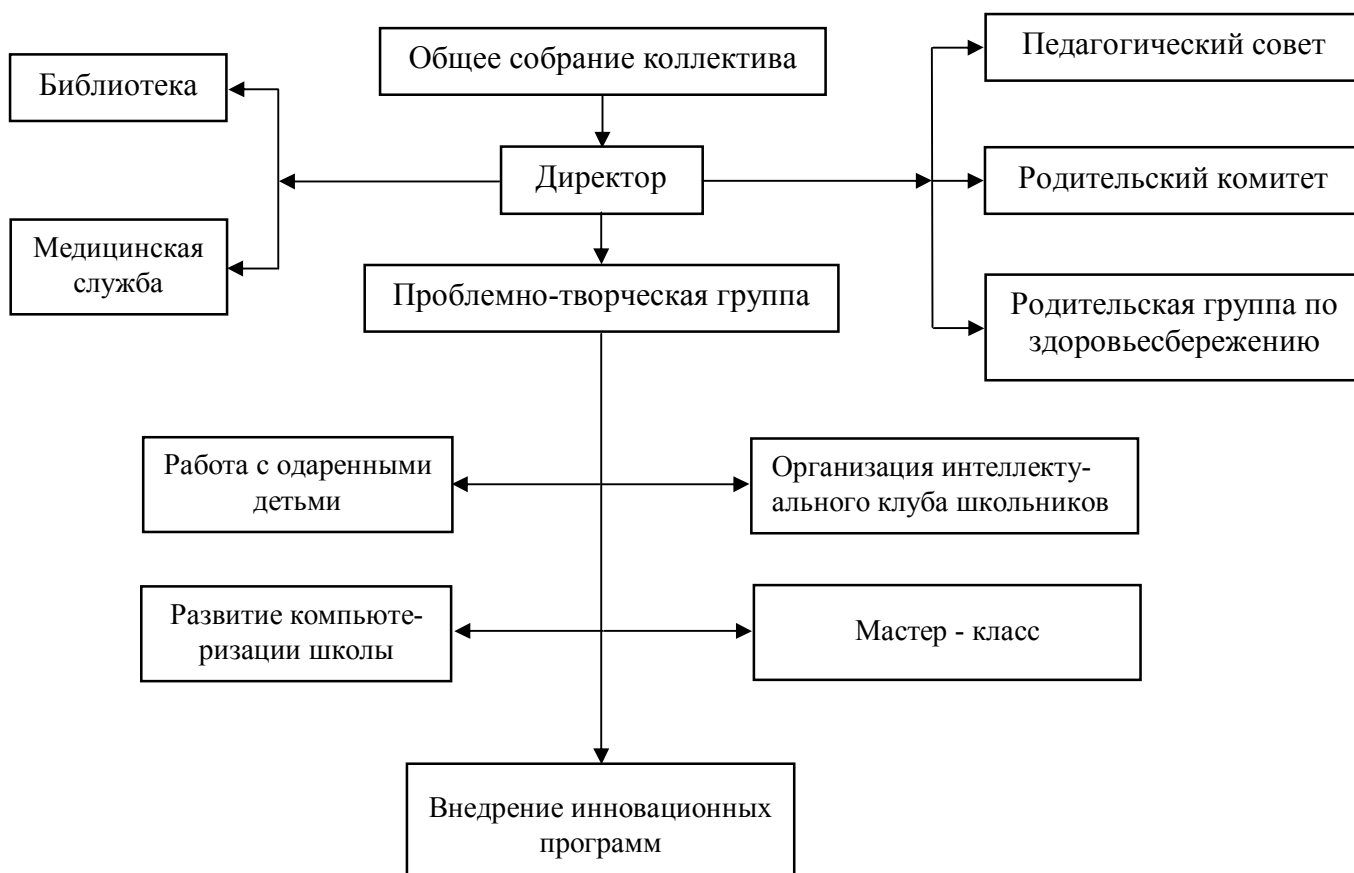 Общее собрание коллектива
Педагогический совет
Библиотека
Директор
Родительский комитет
Медицинская
служба
Проблемно-творческая группа
Родительская группа по
здоровьесбережению
Работа с одаренными
детьми
Организация интеллекту-
ального клуба школьников
Развитие компьюте-
ризации школы
Мастер - класс
Внедрение инновационных
программ